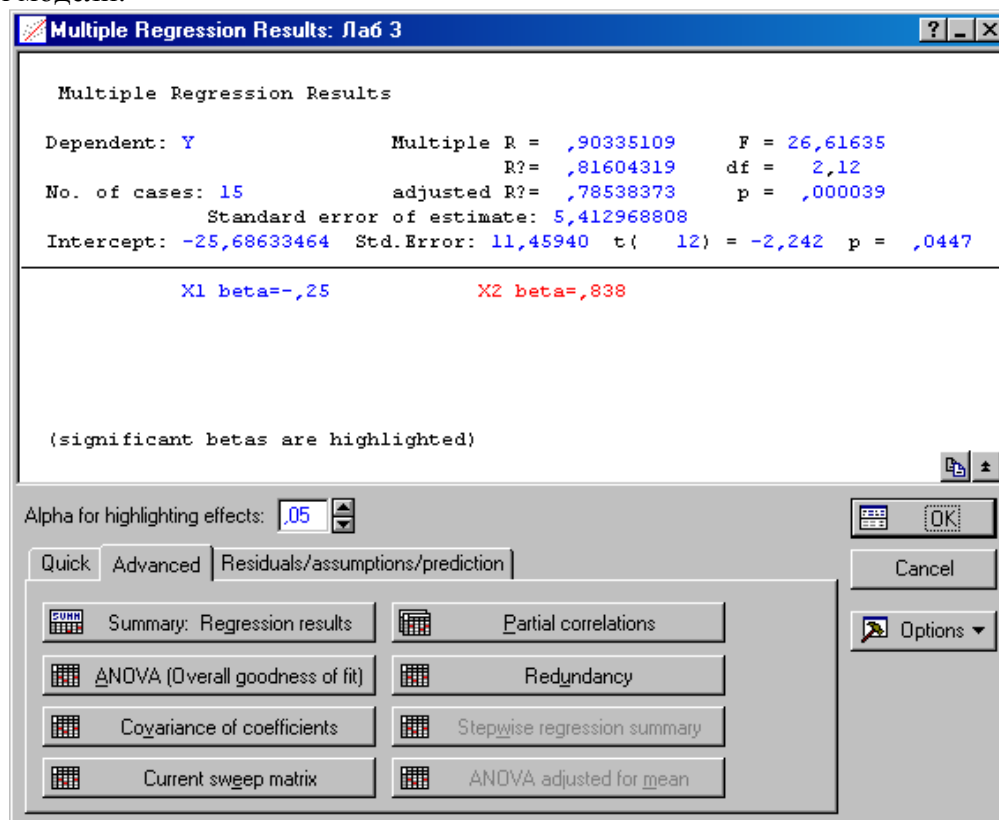 Multiple Regression Results: Лаб 3
Multiple Regression Results
Dependent: Y Multiple R = ,90335109 F = 26,61635
R?= ,81604319 df = 2,12
No. of cases: 15 adjusted R?= ,78538373 p = ,000039
Standard error of estimate: 5,412968808
Intercept: -25,68633464 Std.Error: 11,45940 t( 12) = -2,242 p = ,0447
X1 beta=-,25 X2 beta=,838
(significant betas are highlighted)
Alpha for highlighting effects: ,05
OK
Quick Advanced Residuals/assumptions/prediction
Cancel
Summary: Regression results Partial correlations
Options
ANOVA (Overall goodness of fit) Redundancy
Covariance of coefficients Stepwise regression summary
Current sweep matrix ANOVA adjusted for mean